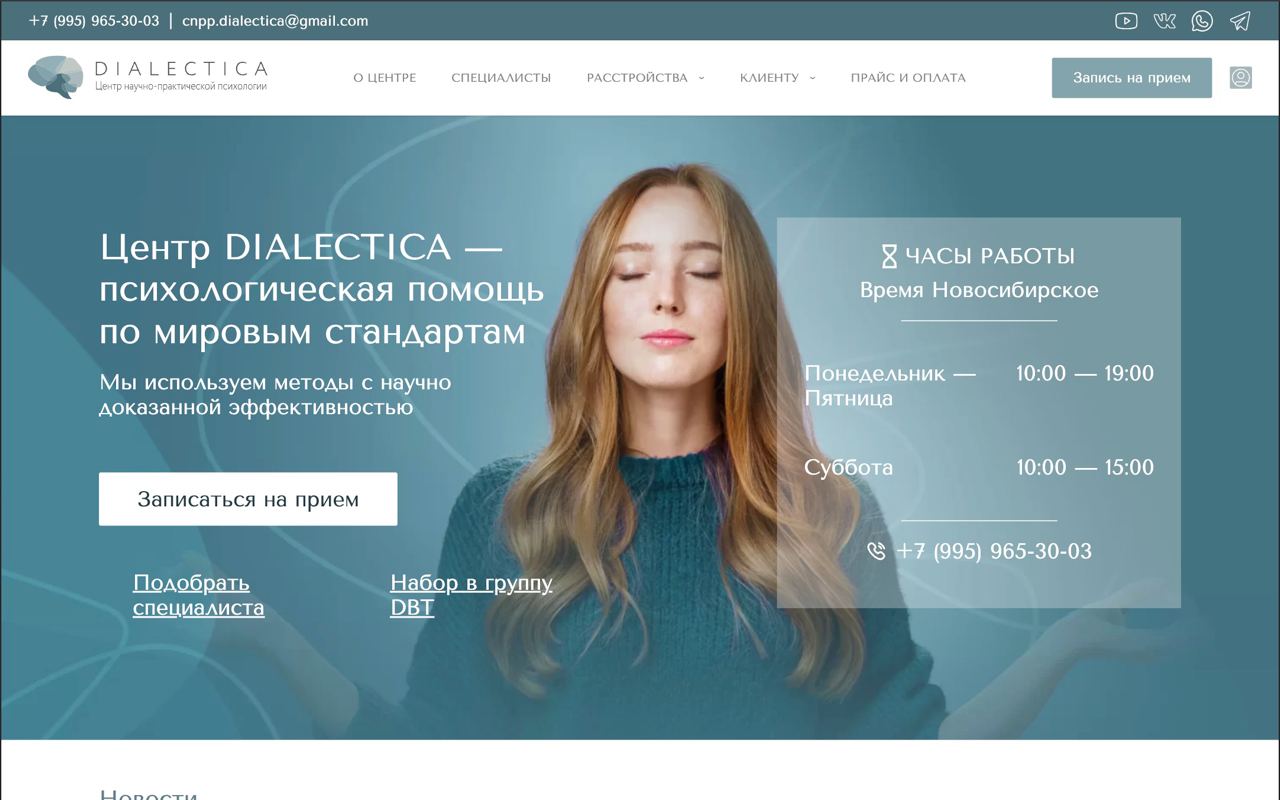 +7 (995) 965-30-03 | cnpp.dialectica@gmail.com
DIALECTICA
Центр научно-практической психологии
О ЦЕНТРЕ СПЕЦИАЛИСТЫ РАССТРОЙСТВА КЛИЕНТУ ПРАЙС И ОПЛАТА
Запись на прием
Центр DIALECTICA —
психологическая помощь
по мировым стандартам
Мы используем методы с научно
доказанной эффективностью
Записаться на прием
Подобрать
специалиста
Набор в группу
DBT
ЧАСЫ РАБОТЫ
Время Новосибирское
Понедельник — 10:00 — 19:00
Пятница
Суббота 10:00 — 15:00
+7 (995) 965-30-03
Новости